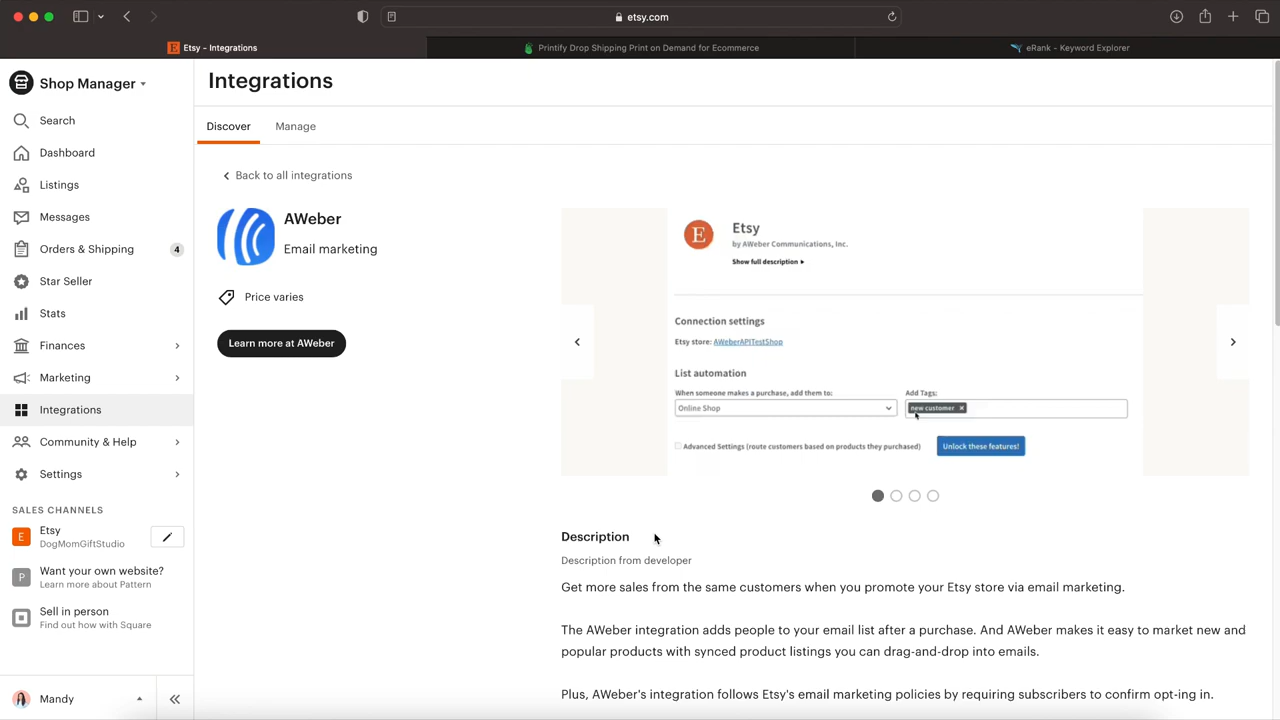 etsy.com
Etsy – Integrations
Printify Drop Shipping Print on Demand for Ecommerce
eRank - Keyword Explorer
Shop Manager
Search
Dashboard
Listings
Messages
Orders & Shipping 4
Star Seller
Stats
Finances
Marketing
Integrations
Community & Help
Settings
SALES CHANNELS
E
Etsy
DogMomGiftStudio
P
Want your own website?
Learn more about Pattern
Sell in person
Find out how with Square
Mandy
Integrations
Discover Manage
Back to all integrations
AWeber
Email marketing
Price varies
Learn more at AWeber
E
Etsy
by AWeber Communications, Inc.
Show full description
Connection settings
Etsy store: AWeberAPITestShop
List automation
When someone makes a purchase, add them to: Add Tags:
Online Shop new customer x
Advanced Settings (route customers based on products they purchased) Unlock these features!
Description
Description from developer
Get more sales from the same customers when you promote your Etsy store via email marketing.
The AWeber integration adds people to your email list after a purchase. And AWeber makes it easy to market new and
popular products with synced product listings you can drag-and-drop into emails.
Plus, AWeber's integration follows Etsy's email marketing policies by requiring subscribers to confirm opt-ing in.